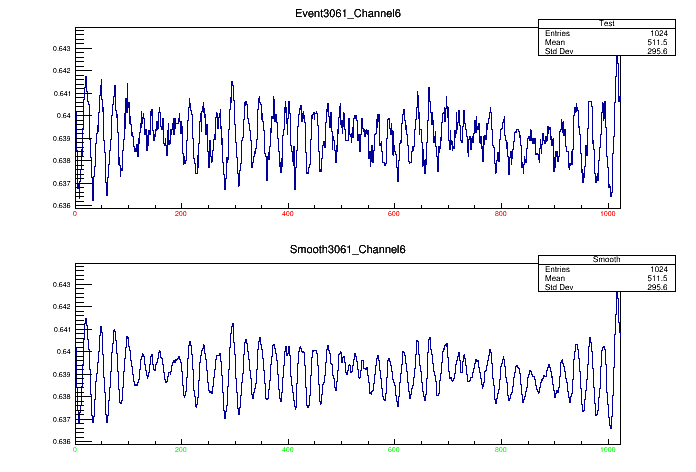 Event3061_Channel6
Test
Entries 1024
Mean 511.5
Std Dev 295.6
0.643
0.642
0.641
0.64
0.639
0.638
0.637
0.636
0 200 400 600 800 1000
Smooth3061_Channel6
Smooth
Entries 1024
Mean 511.5
Std Dev 295.6
0.643
0.642
0.641
0.64
0.639
0.638
0.637
0.636
0 200 400 600 800 1000